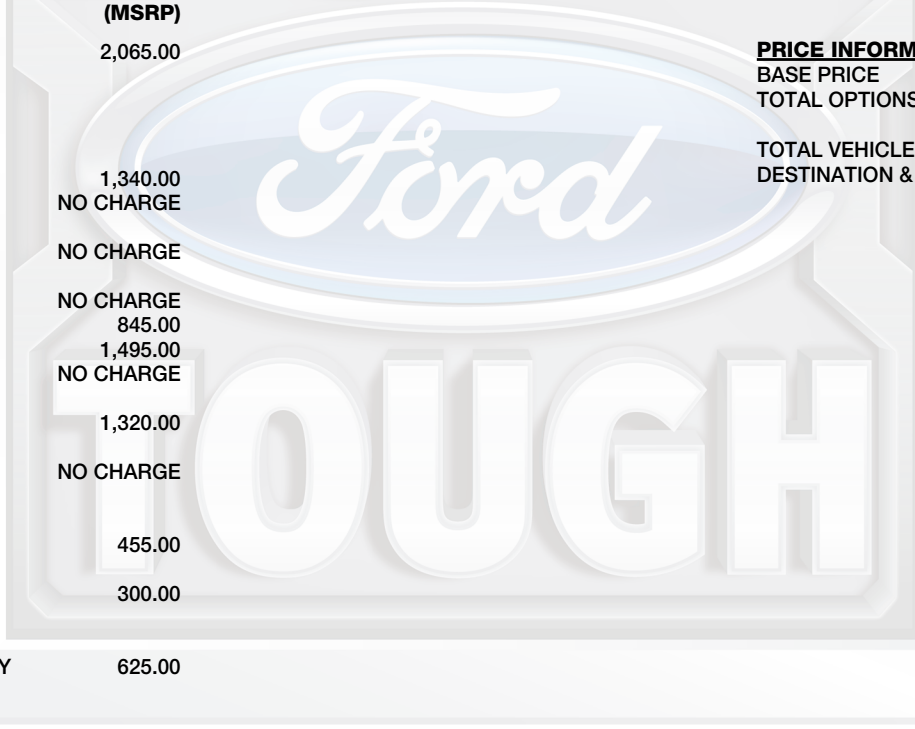 (MSRP)
2,065.00
1,340.00
NO CHARGE
NO CHARGE
NO CHARGE
845.00
1,495.00
NO CHARGE
1,320.00
NO CHARGE
455.00
300.00
Y 625.00
PRICE INFORM
BASE PRICE
TOTAL OPTIONS
TOTAL VEHICLE
DESTINATION &
Ford
TOUGH